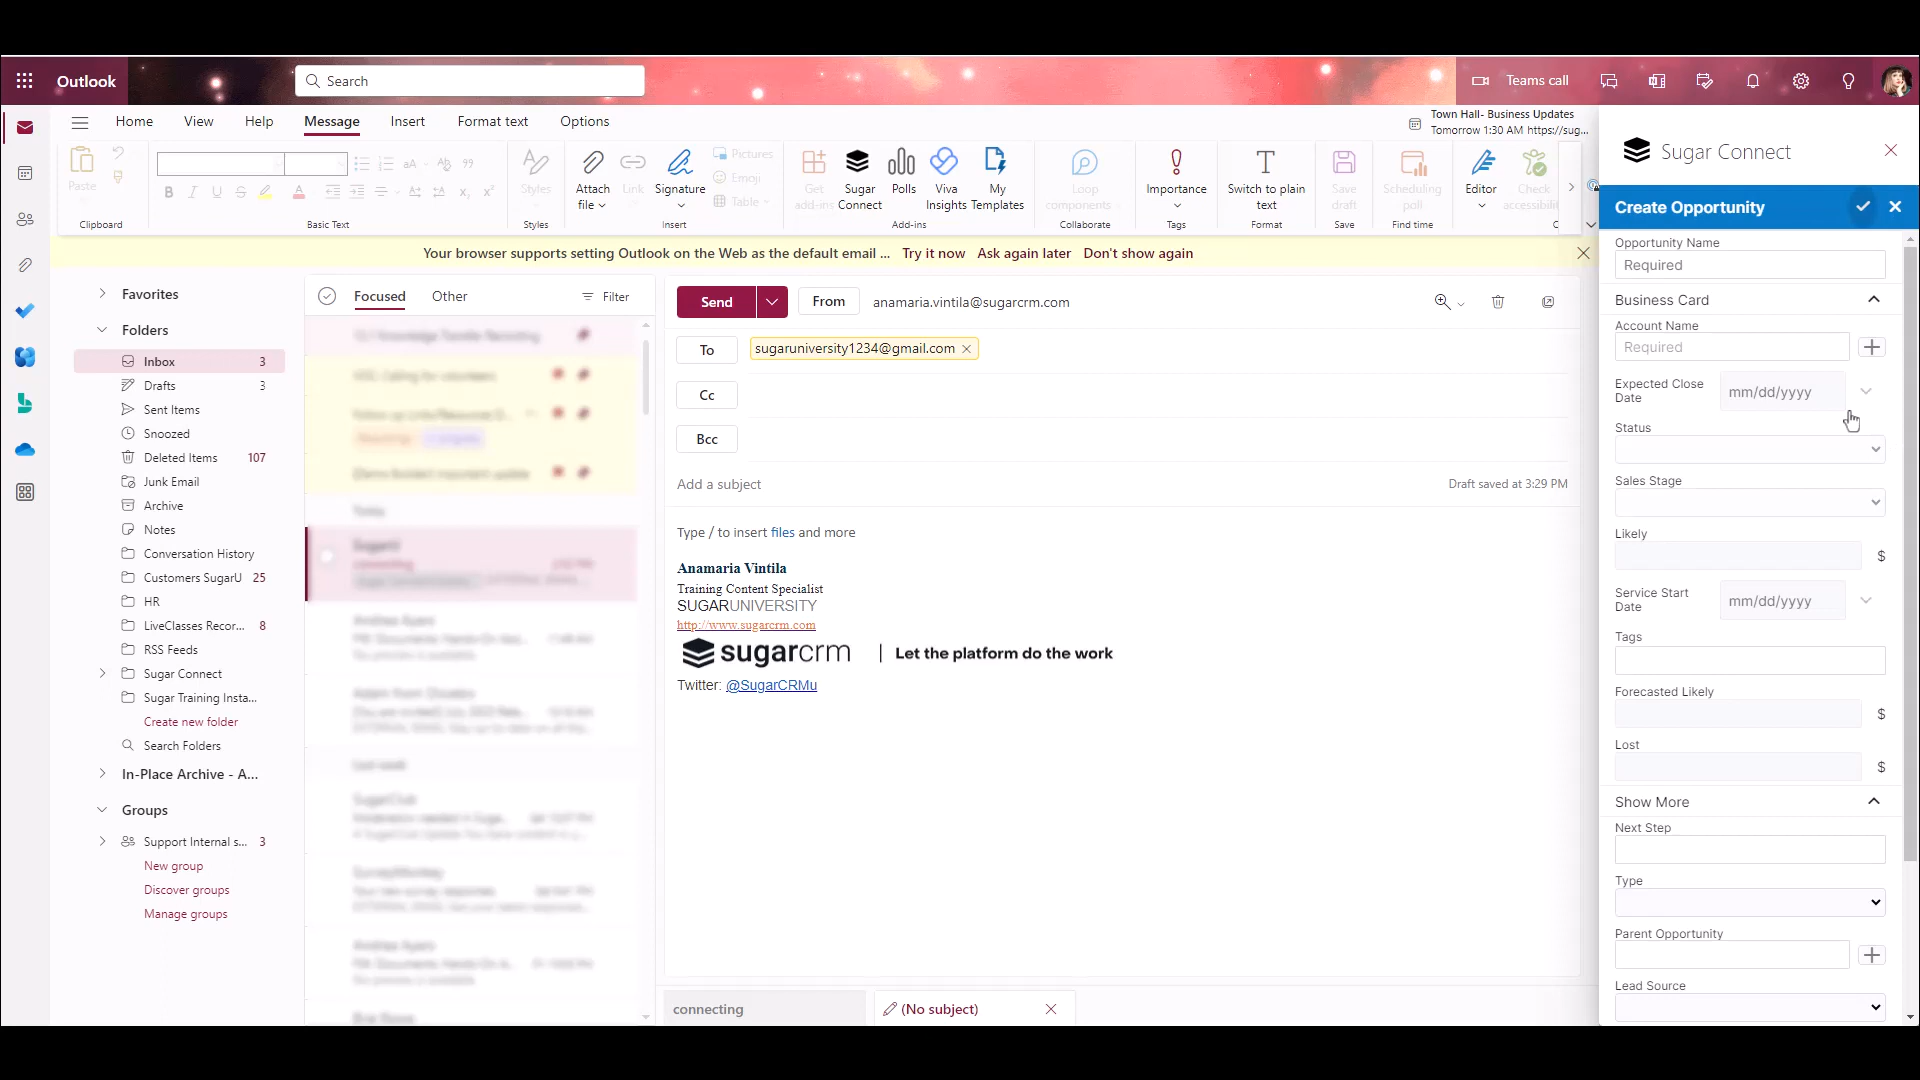 Outlook
Search
Teams call
Home
View
Help
Message
Insert
Format text
Options
Town Hall- Business Updates
Tomorrow 1:30 AM https://sug...
Paste
Clipboard
Basic Text
Styles
Styles
Attach file
Link
Signature
Pictures
Emoji
Table
Insert
Get add-ins
Sugar Connect
Polls
Viva Insights
My Templates
Add-ins
Loop components
Collaborate
Importance
Tags
Switch to plain text
Format
Save draft
Save
Scheduling poll
Find time
Editor
Check accessibili
Your browser supports setting Outlook on the Web as the default email ... Try it now Ask again later Don't show again
Favorites
Folders
Inbox 3
Drafts 3
Sent Items
Snoozed
Deleted Items 107
Junk Email
Archive
Notes
Conversation History
Customers SugarU 25
HR
LiveClasses Recor... 8
RSS Feeds
Sugar Connect
Sugar Training Insta...
Create new folder
Search Folders
In-Place Archive - A...
Groups
Support Internal s... 3
New group
Discover groups
Manage groups
Focused
Other
Filter
Send
From
anamaria.vintila@sugarcrm.com
To
sugaruniversity1234@gmail.com
Cc
Bcc
Add a subject
Draft saved at 3:29 PM
Type / to insert files and more
Anamaria Vintila
Training Content Specialist
SUGARUNIVERSITY
http://www.sugarcrm.com
sugarcrm | Let the platform do the work
Twitter: @SugarCRMu
connecting
(No subject)
Sugar Connect
Create Opportunity
Opportunity Name
Required
Business Card
Account Name
Required
Expected Close Date
mm/dd/yyyy
Status
Sales Stage
Likely
$
Service Start Date
mm/dd/yyyy
Tags
Forecasted Likely
$
Lost
$
Show More
Next Step
Type
Parent Opportunity
Lead Source